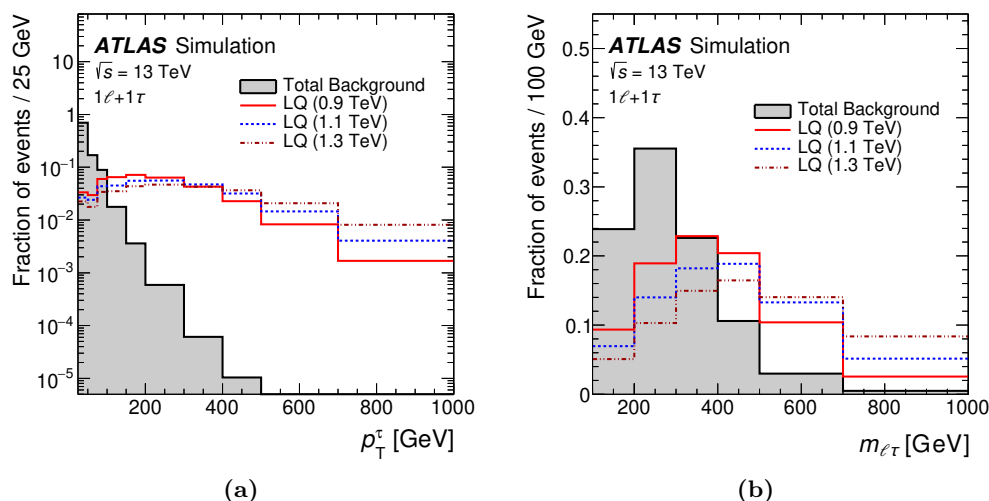 Fraction of events / 25 GeV
ATLAS Simulation
√s = 13 TeV
1ℓ+1τ
Total Background
LQ (0.9 TeV)
LQ (1.1 TeV)
LQ (1.3 TeV)
10
1
10⁻¹
10⁻²
10⁻³
10⁻⁴
10⁻⁵
200 400 600 800 1000
p_T^τ [GeV]
(a)
Fraction of events / 100 GeV
ATLAS Simulation
√s = 13 TeV
1ℓ+1τ
Total Background
LQ (0.9 TeV)
LQ (1.1 TeV)
LQ (1.3 TeV)
0.5
0.4
0.3
0.2
0.1
0
200 400 600 800 1000
m_ℓτ [GeV]
(b)